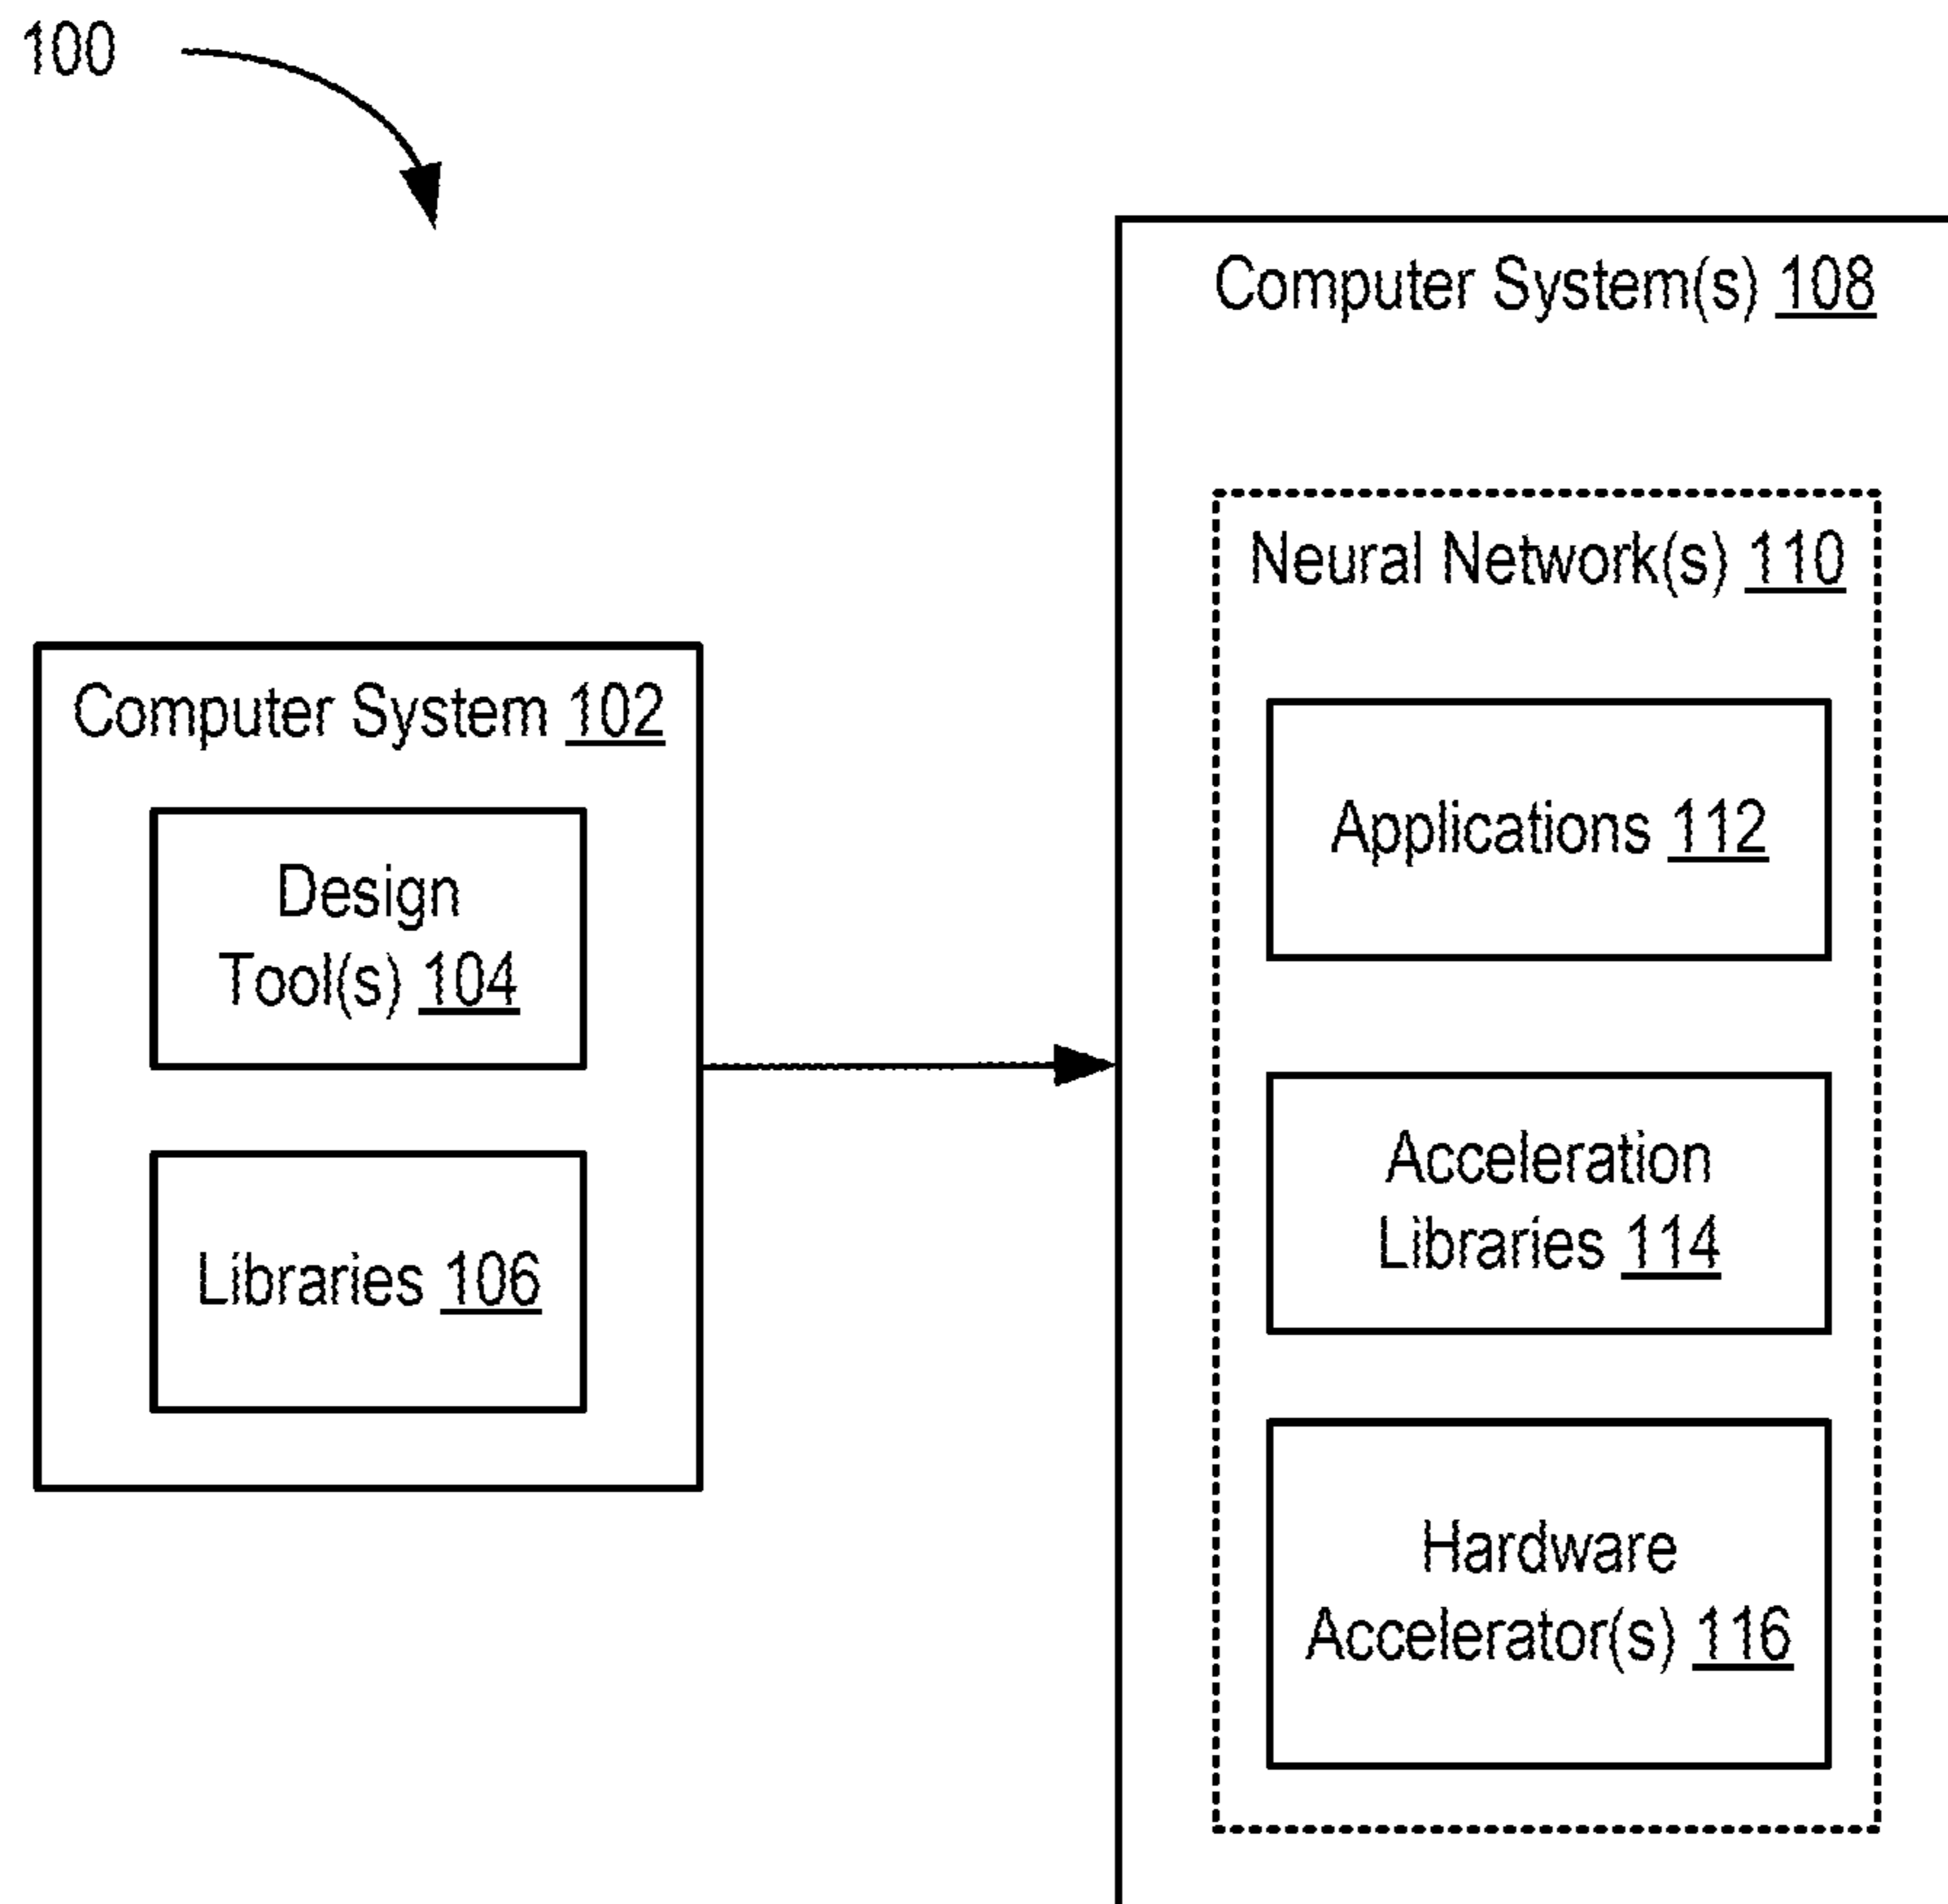 100
Computer System(s) 108
Neural Network(s) 110
Computer System 102
Applications 112
Design
Tool(s) 104
Acceleration
Libraries 114
Libraries 106
Hardware
Accelerator(s) 116